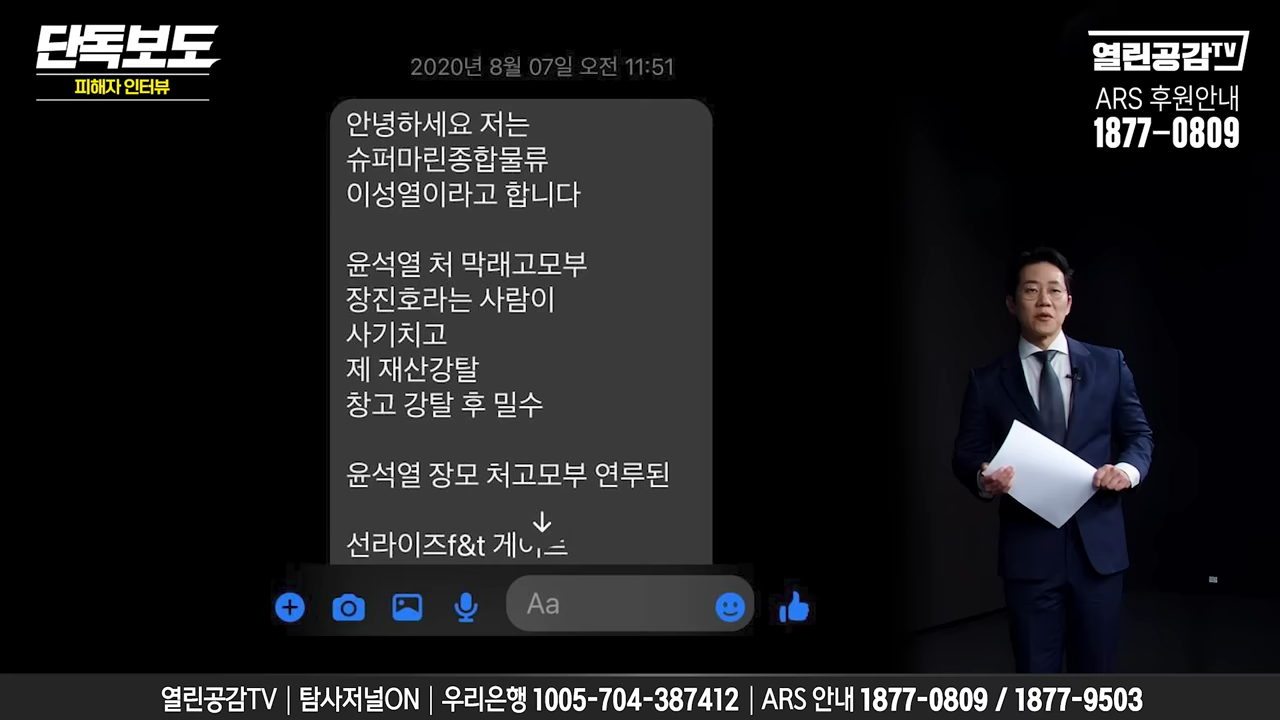 단독보도
피해자 인터뷰
열린공감TV
ARS 후원안내
1877-0809
2020년 8월 07일 오전 11:51
안녕하세요 저는
슈퍼마린종합물류
이성열이라고 합니다
윤석열 처 막래고모부
장진호라는 사람이
사기치고
제 재산강탈
창고 강탈 후 밀수
윤석열 장모 처고모부 연루된
선라이즈f&t
Aa
열린공감TV | 탐사저널ON | 우리은행 1005-704-387412 | ARS 안내 1877-0809 / 1877-9503